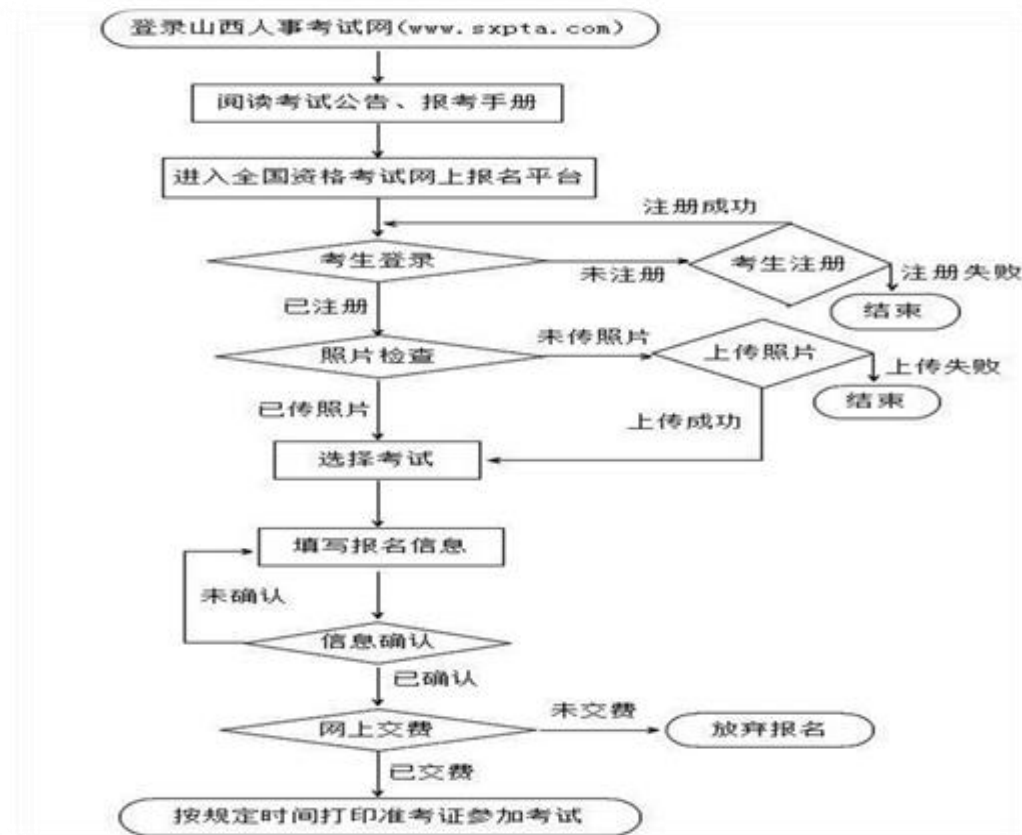 登录山西人事考试网(www.sxpta.com)
阅读考试公告、报考手册
进入全国资格考试网上报名平台
注册成功
考生登录
未注册
考生注册
注册失败
结束
已注册
照片检查
未传照片
上传照片
上传失败
结束
已传照片
上传成功
选择考试
填写报名信息
未确认
信息确认
已确认
网上交费
未交费
放弃报名
已交费
按规定时间打印准考证参加考试